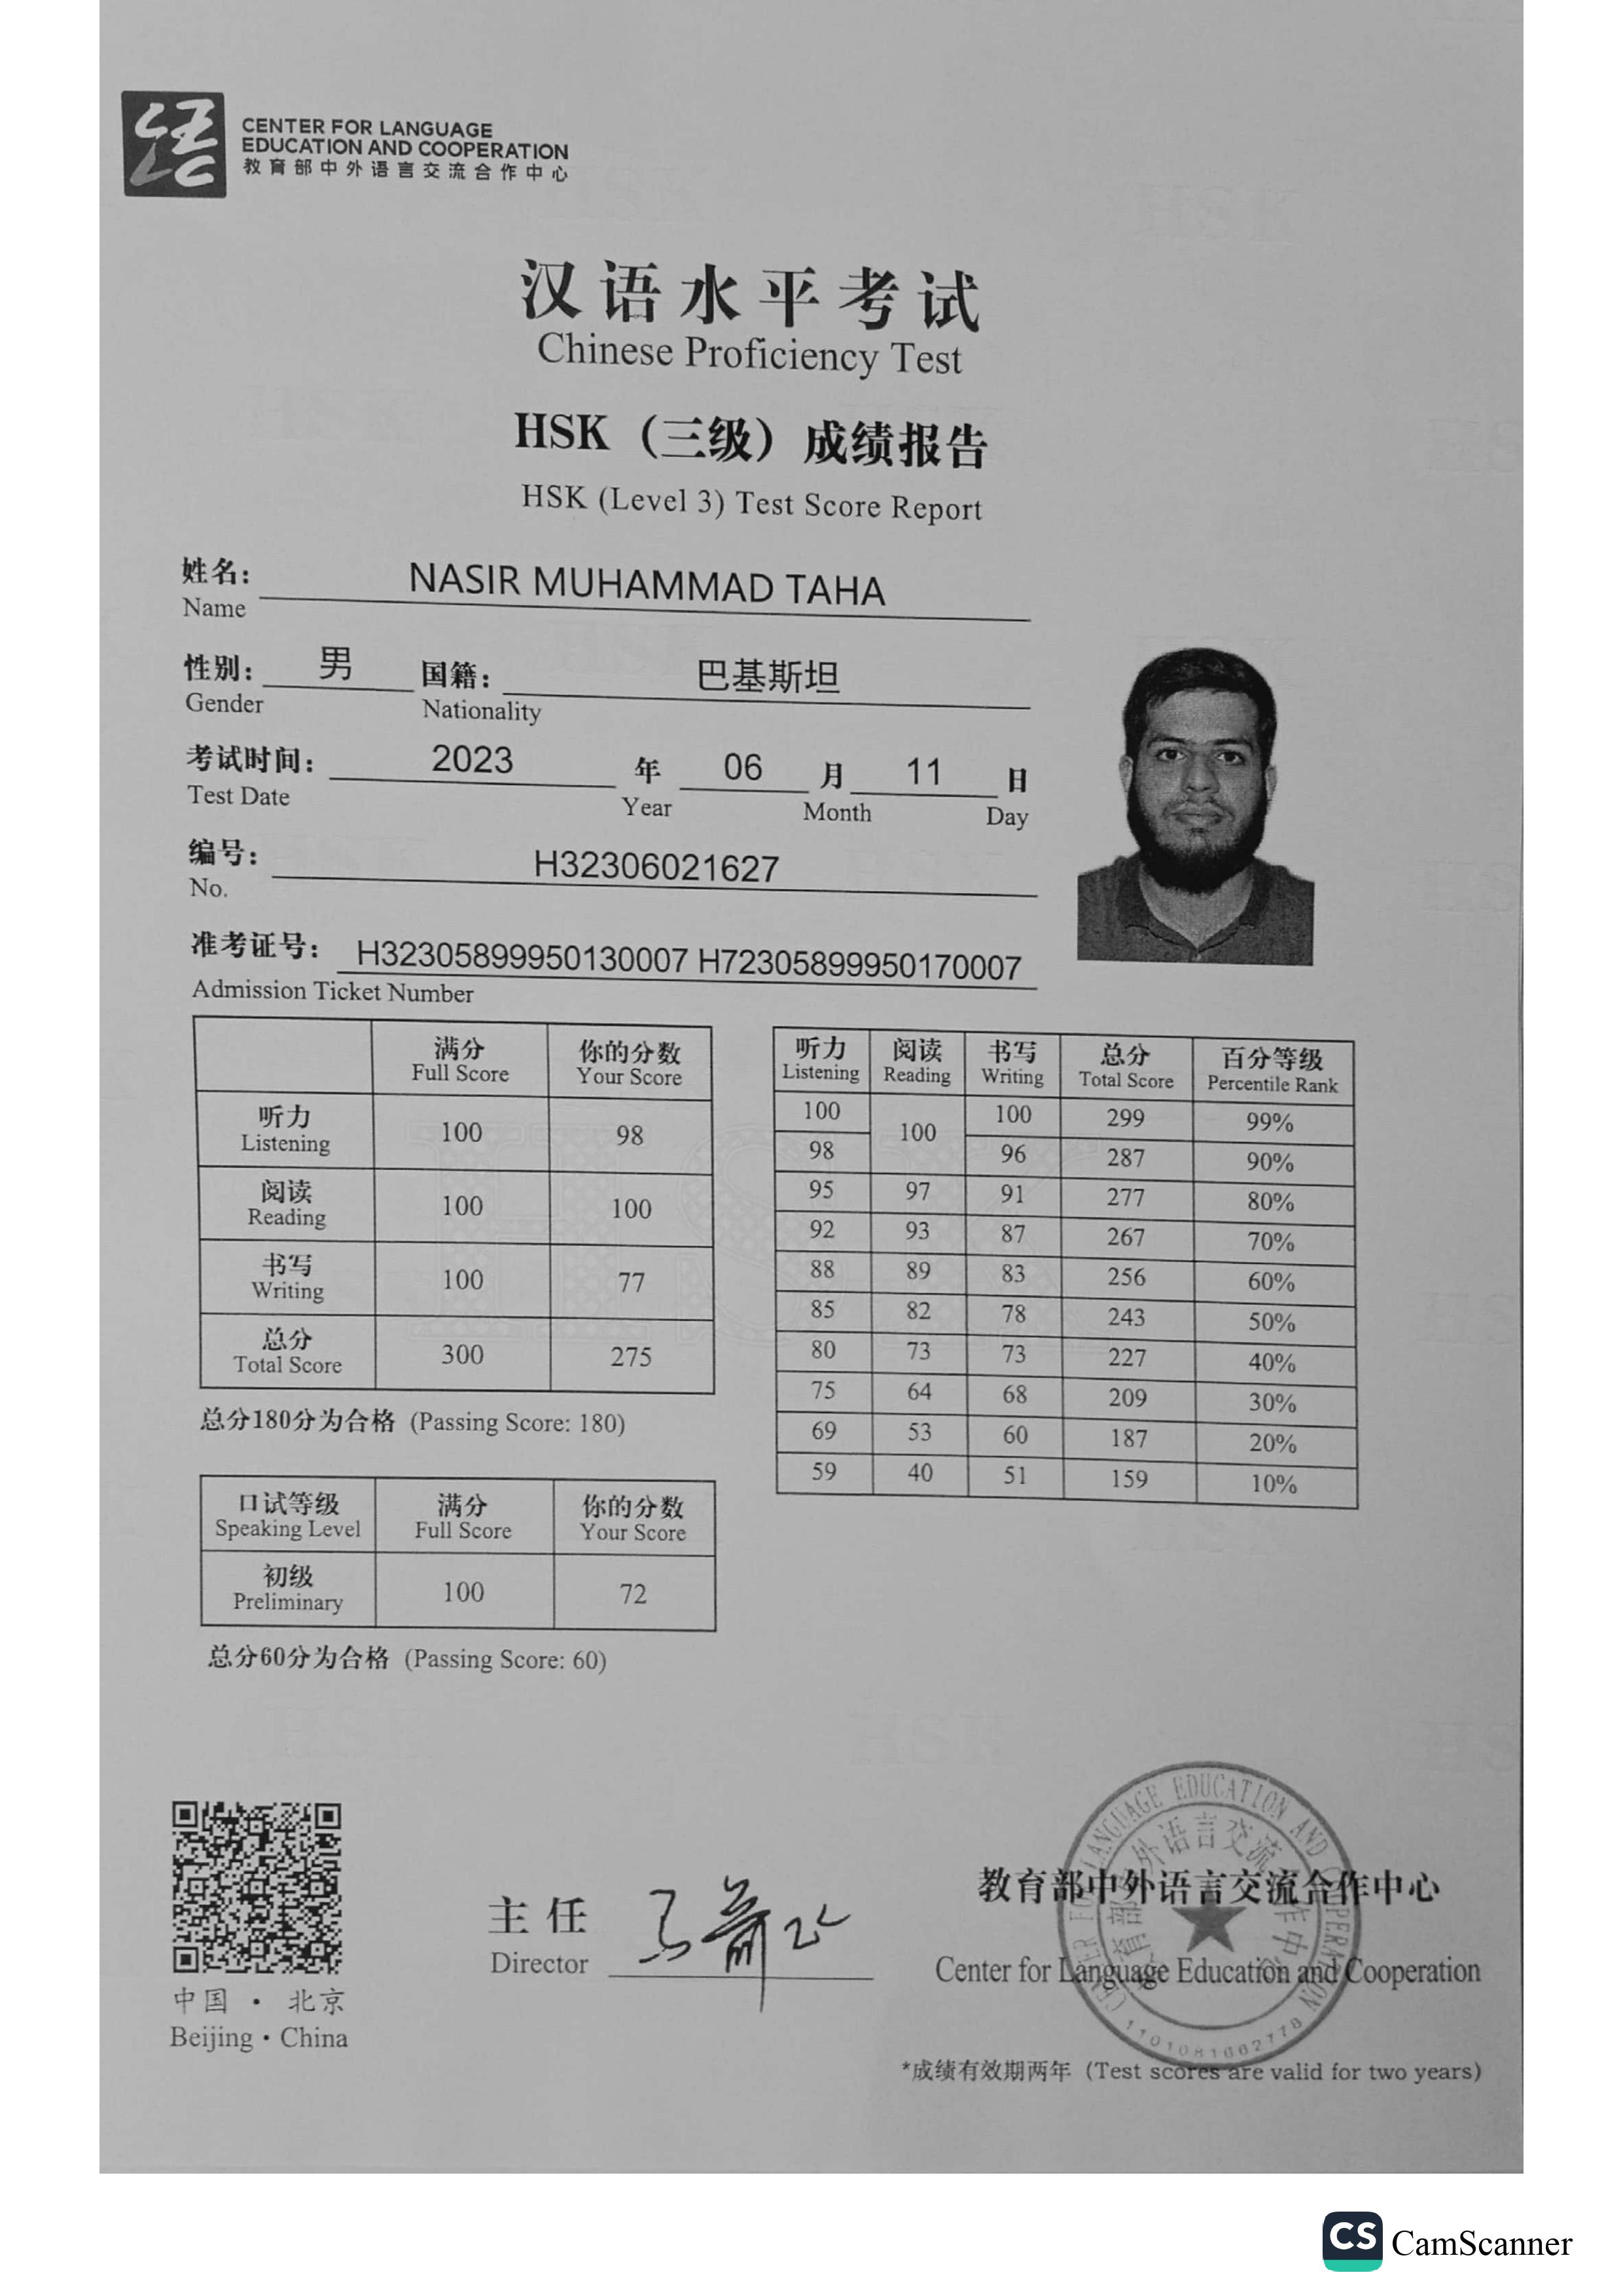 CENTER FOR LANGUAGE
EDUCATION AND COOPERATION
教育部中外语言交流合作中心
汉语水平考试
Chinese Proficiency Test
HSK（三级）成绩报告
HSK (Level 3) Test Score Report
姓名： NASIR MUHAMMAD TAHA
Name
性别： 男 国籍： 巴基斯坦
Gender Nationality
考试时间： 2023 年 06 月 11 日
Test Date Year Month Day
编号： H32306021627
No.
准考证号： H32305899950130007 H72305899950170007
Admission Ticket Number
满分 你的分数
Full Score Your Score
听力
Listening 100 98
阅读
Reading 100 100
书写
Writing 100 77
总分
Total Score 300 275
总分180分为合格 (Passing Score: 180)
口试等级 满分 你的分数
Speaking Level Full Score Your Score
初级
Preliminary 100 72
总分60分为合格 (Passing Score: 60)
听力 阅读 书写 总分 百分等级
Listening Reading Writing Total Score Percentile Rank
100 100 100 299 99%
98 96 287 90%
95 97 91 277 80%
92 93 87 267 70%
88 89 83 256 60%
85 82 78 243 50%
80 73 73 227 40%
75 64 68 209 30%
69 53 60 187 20%
59 40 51 159 10%
中国 · 北京
Beijing · China
主任
Director
教育部中外语言交流合作中心
Center for Language Education and Cooperation
CENTER FOR LANGUAGE EDUCATION AND COOPERATION
教育部中外语言交流合作中心
*成绩有效期两年 (Test scores are valid for two years)
CS CamScanner